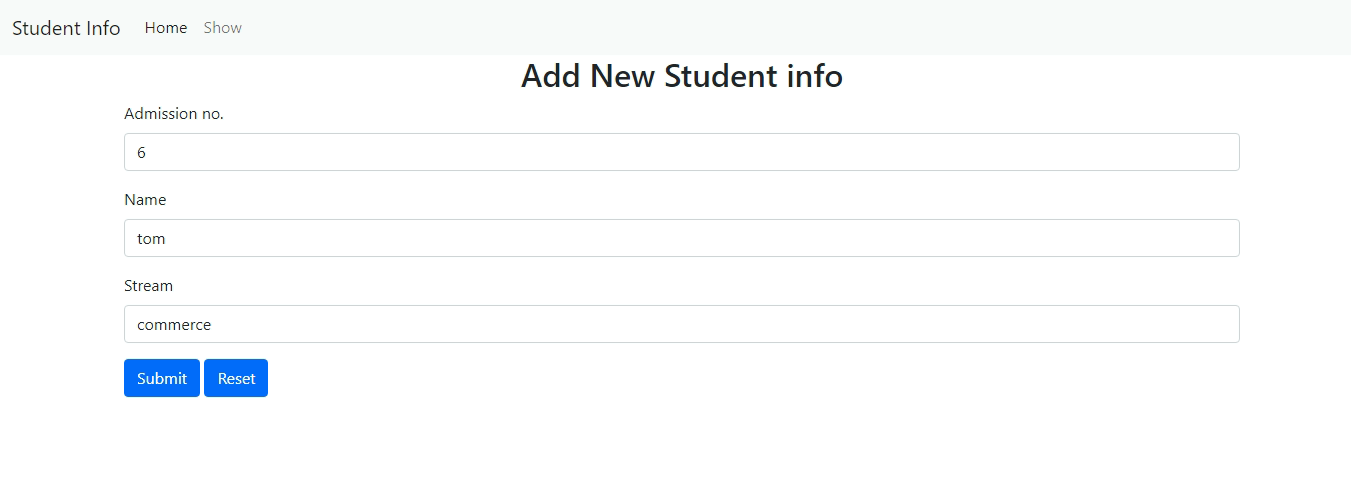 Student Info Home Show
Add New Student info
Admission no.
6
Name
tom
Stream
commerce
Submit Reset